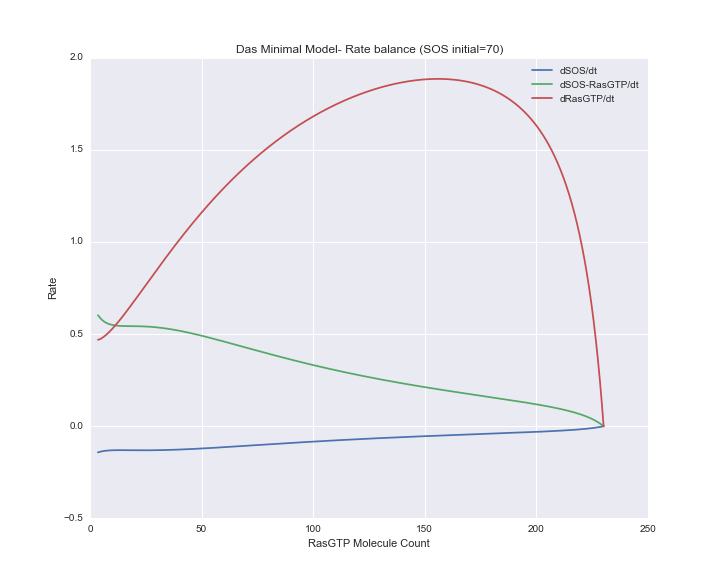 Das Minimal Model- Rate balance (SOS initial=70)
dSOS/dt
dSOS-RasGTP/dt
dRasGTP/dt
2.0
1.5
1.0
0.5
0.0
−0.5
Rate
0 50 100 150 200 250
RasGTP Molecule Count